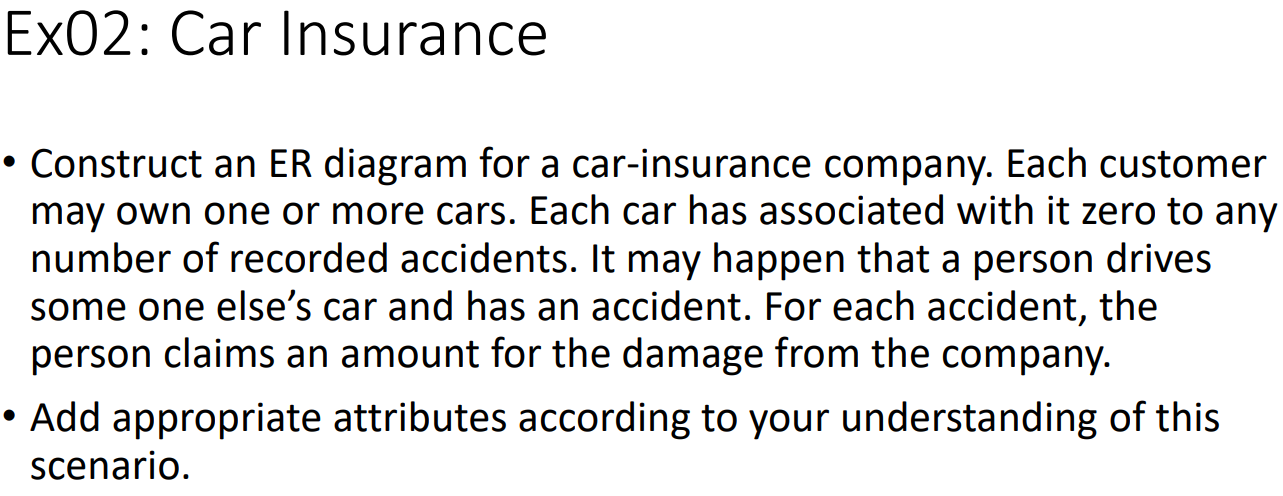 Ex02: Car Insurance
• Construct an ER diagram for a car-insurance company. Each customer
may own one or more cars. Each car has associated with it zero to any
number of recorded accidents. It may happen that a person drives
some one else’s car and has an accident. For each accident, the
person claims an amount for the damage from the company.
• Add appropriate attributes according to your understanding of this
scenario.